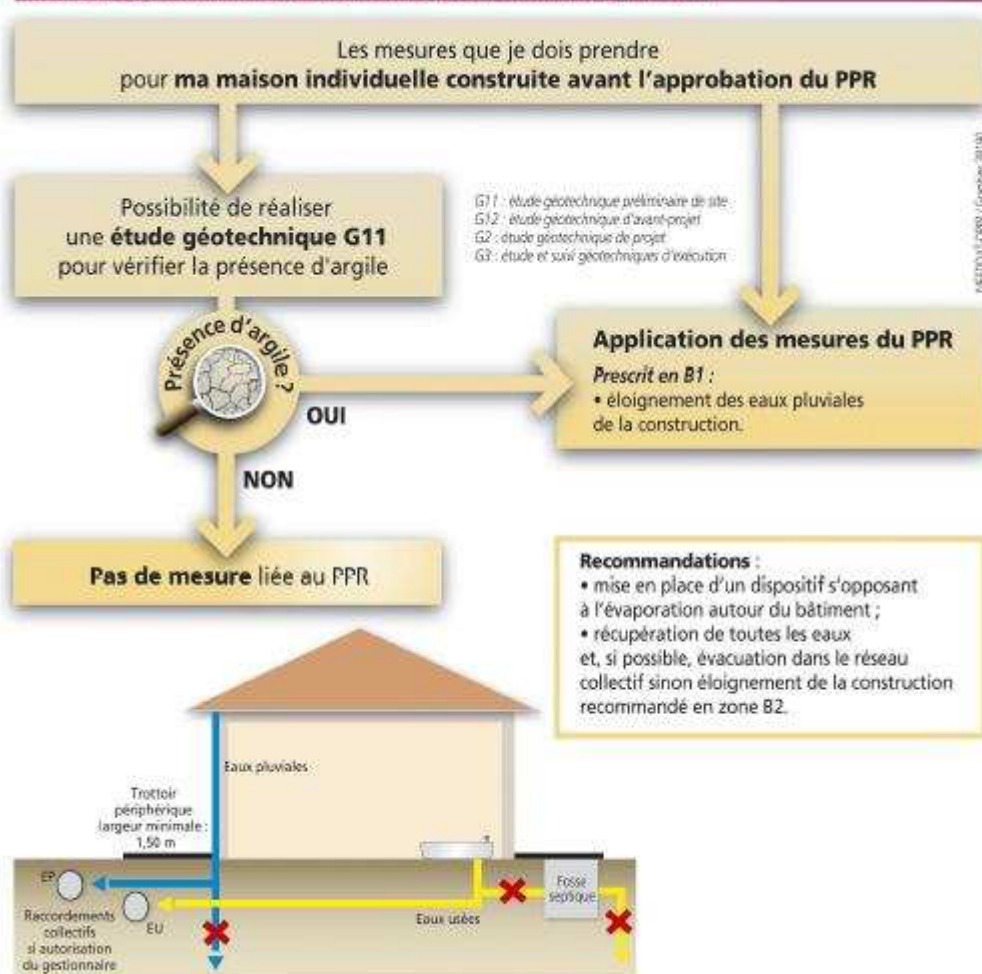 Les mesures que je dois prendre
pour ma maison individuelle construite avant l'approbation du PPR
Possibilité de réaliser
une étude géotechnique G11
pour vérifier la présence d'argile
G11 : étude géotechnique préliminaire de site
G12 : étude géotechnique d'avant-projet
G2 : étude géotechnique de projet
G3 : étude et suivi géotechniques d'exécution
Présence d'argile ?
OUI
NON
Application des mesures du PPR
Prescrit en B1 :
• éloignement des eaux pluviales
de la construction.
Pas de mesure liée au PPR
Recommandations :
• mise en place d'un dispositif s'opposant
à l'évaporation autour du bâtiment ;
• récupération de toutes les eaux
et, si possible, évacuation dans le réseau
collectif sinon éloignement de la construction
recommandé en zone B2.
Eaux pluviales
Trottoir
périphérique
largeur minimale :
1,50 m
EP
EU
Raccordements
collectifs
si autorisation
du gestionnaire
Eaux usées
Fosse
septique